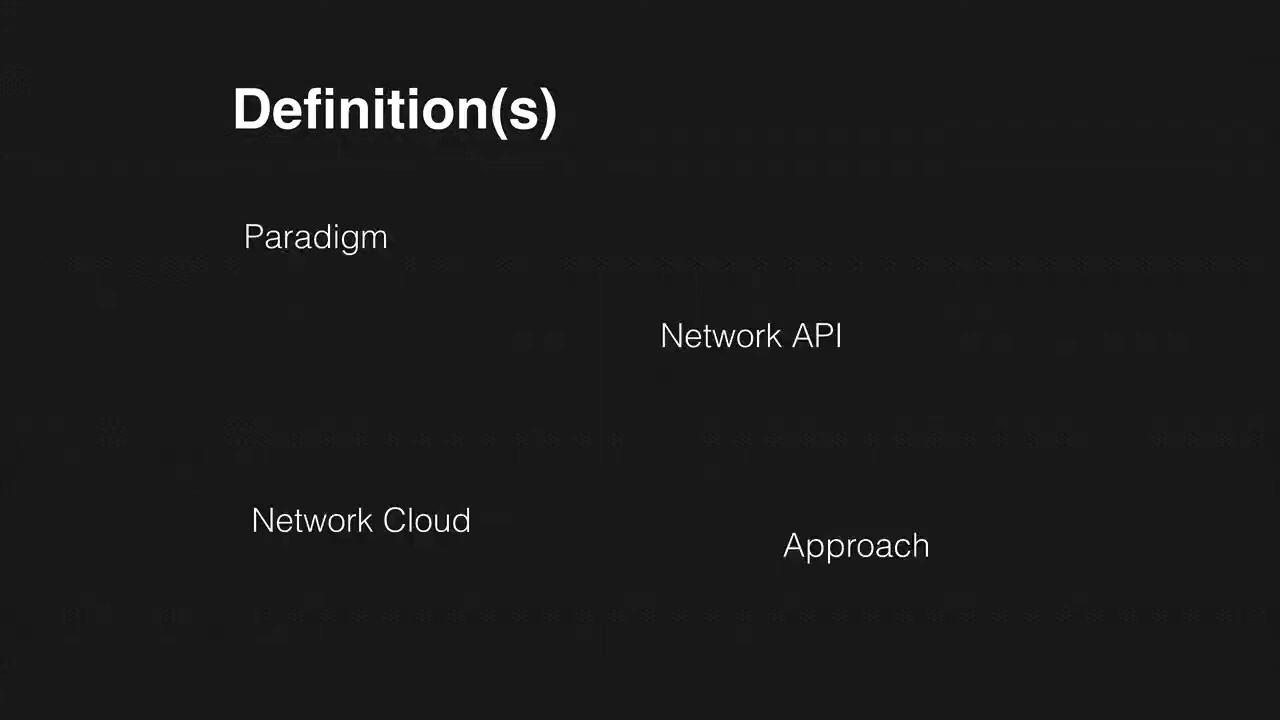 Definition(s)
Paradigm
Network API
Network Cloud
Approach